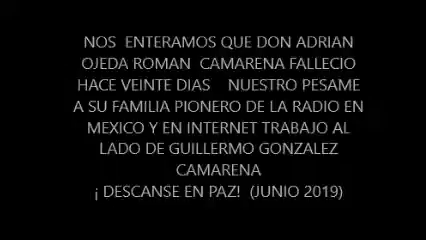 NOS ENTERAMOS QUE DON ADRIAN
OJEDA ROMAN CAMARENA FALLECIO
HACE VEINTE DIAS NUESTRO PESAME
A SU FAMILIA PIONERO DE LA RADIO EN
MEXICO Y EN INTERNET TRABAJO AL
LADO DE GUILLERMO GONZALEZ
CAMARENA
¡ DESCANSE EN PAZ! (JUNIO 2019)